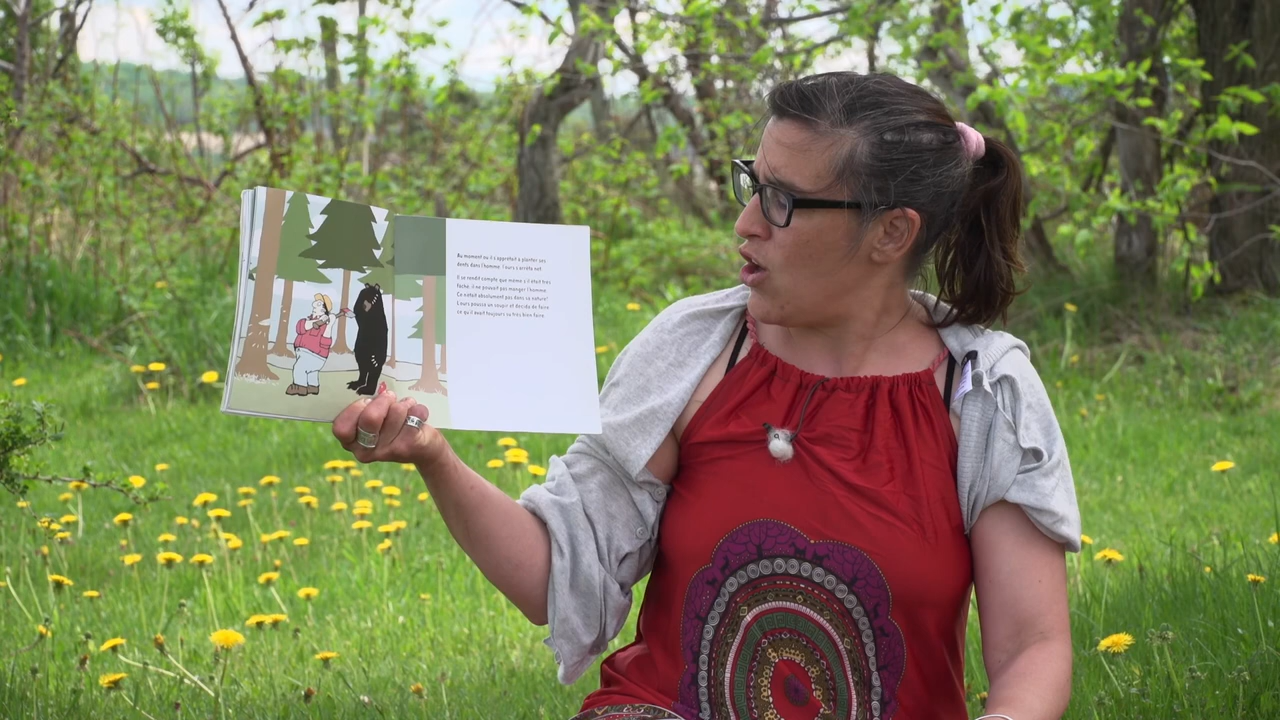 Au moment où il s'apprêtait à planter ses
dents dans l'homme, l'ours s'arrêta net.
Il se rendit compte que même s'il était très
fâché, il ne pouvait pas manger l'homme.
Ce n'était absolument pas dans sa nature!
L'ours poussa un soupir et décida de faire
ce qu'il avait toujours su très bien faire.